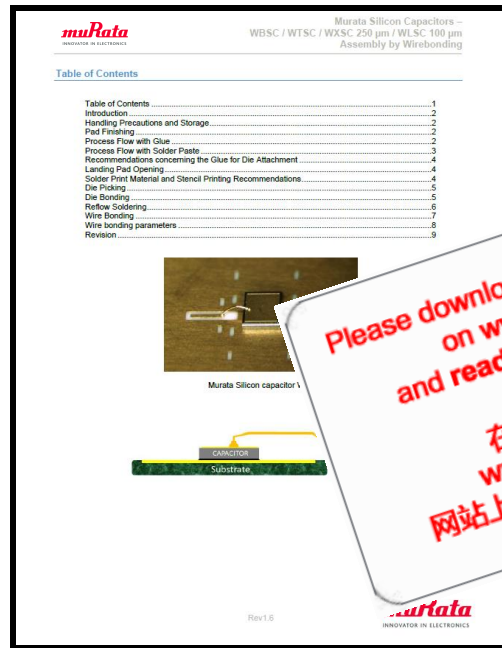 muRata
INNOVATOR IN ELECTRONICS
Murata Silicon Capacitors –
WBSC / WTSC / WXSC 250 µm / WLSC 100 µm
Assembly by Wirebonding
Table of Contents
Table of Contents ........ 1
Introduction ........ 2
Handling Precautions and Storage ........ 2
Pad Finishing ........ 2
Process Flow with Glue ........ 2
Process Flow with Solder Paste ........ 3
Recommendations concerning the Glue for Die Attachment ........ 4
Landing Pad Opening ........ 4
Solder Print Material and Stencil Printing Recommendations ........ 4
Die Picking ........ 5
Die Bonding ........ 5
Reflow Soldering ........ 6
Wire Bonding ........ 7
Wire bonding parameters ........ 8
Revision ........ 9
Please downlo
on w
and read
在
w
网站上
Murata Silicon capacitor
CAPACITOR
Substrate
Rev1.6
muRata
INNOVATOR IN ELECTRONICS